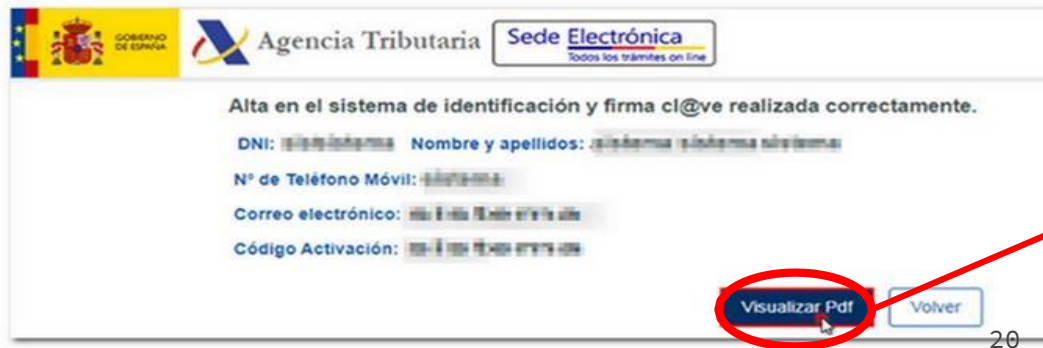 GOBIERNO
DE ESPAÑA
Agencia Tributaria
Sede Electrónica
Todos los trámites on line
Alta en el sistema de identificación y firma cl@ve realizada correctamente.
DNI: Nombre y apellidos:
Nº de Teléfono Móvil:
Correo electrónico:
Código Activación:
Visualizar Pdf Volver
20